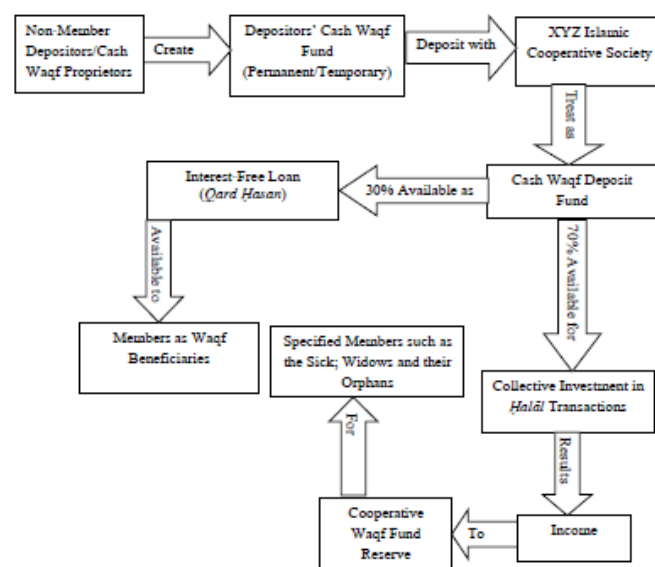 Non-Member
Depositors/Cash
Waqf Proprietors
Create
Depositors' Cash Waqf
Fund
(Permanent/Temporary)
Deposit with
XYZ Islamic
Cooperative Society
Treat as
Cash Waqf Deposit
Fund
30% Available as
Interest-Free Loan
(Qarḍ Ḥasan)
Available to
Members as Waqf
Beneficiaries
70% Available for
Collective Investment in
Ḥalāl Transactions
Results
Income
To
Cooperative
Waqf Fund
Reserve
For
Specified Members such as
the Sick; Widows and their
Orphans